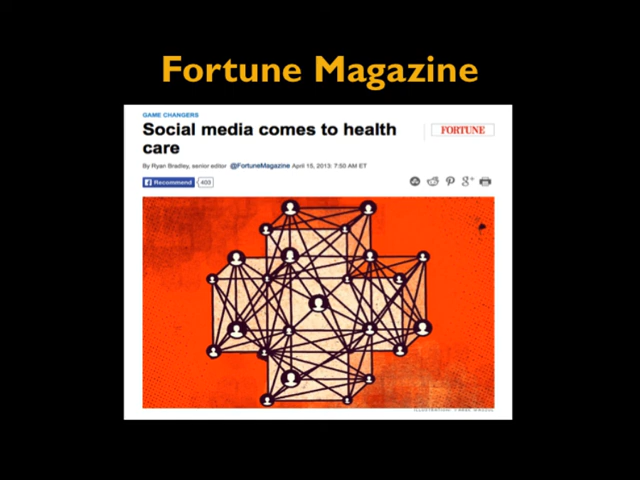 Fortune Magazine
GAME CHANGERS
Social media comes to health
care
FORTUNE
By Ryan Bradley, senior editor @FortuneMagazine April 15, 2013: 7:50 AM ET
Recommend 403